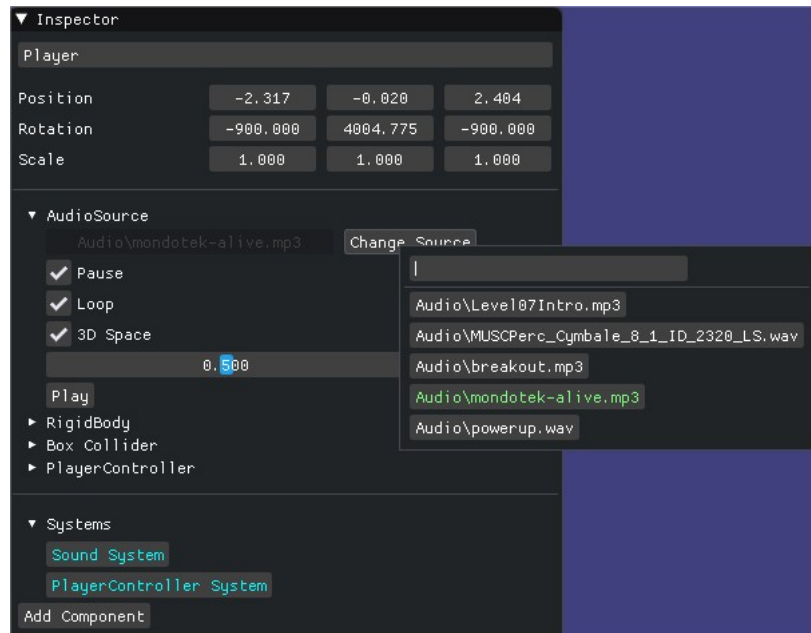 Inspector
Player
Position -2.317 -0.020 2.404
Rotation -900.000 4004.775 -900.000
Scale 1.000 1.000 1.000
AudioSource
Audio\mondotek-alive.mp3 Change Source
Pause
Loop
3D Space
0.500
Play
Audio\Level07Intro.mp3
Audio\MUSCPerc_Cymbale_8_1_ID_2320_LS.wav
Audio\breakout.mp3
Audio\mondotek-alive.mp3
Audio\powerup.wav
RigidBody
Box Collider
PlayerController
Systems
Sound System
PlayerController System
Add Component